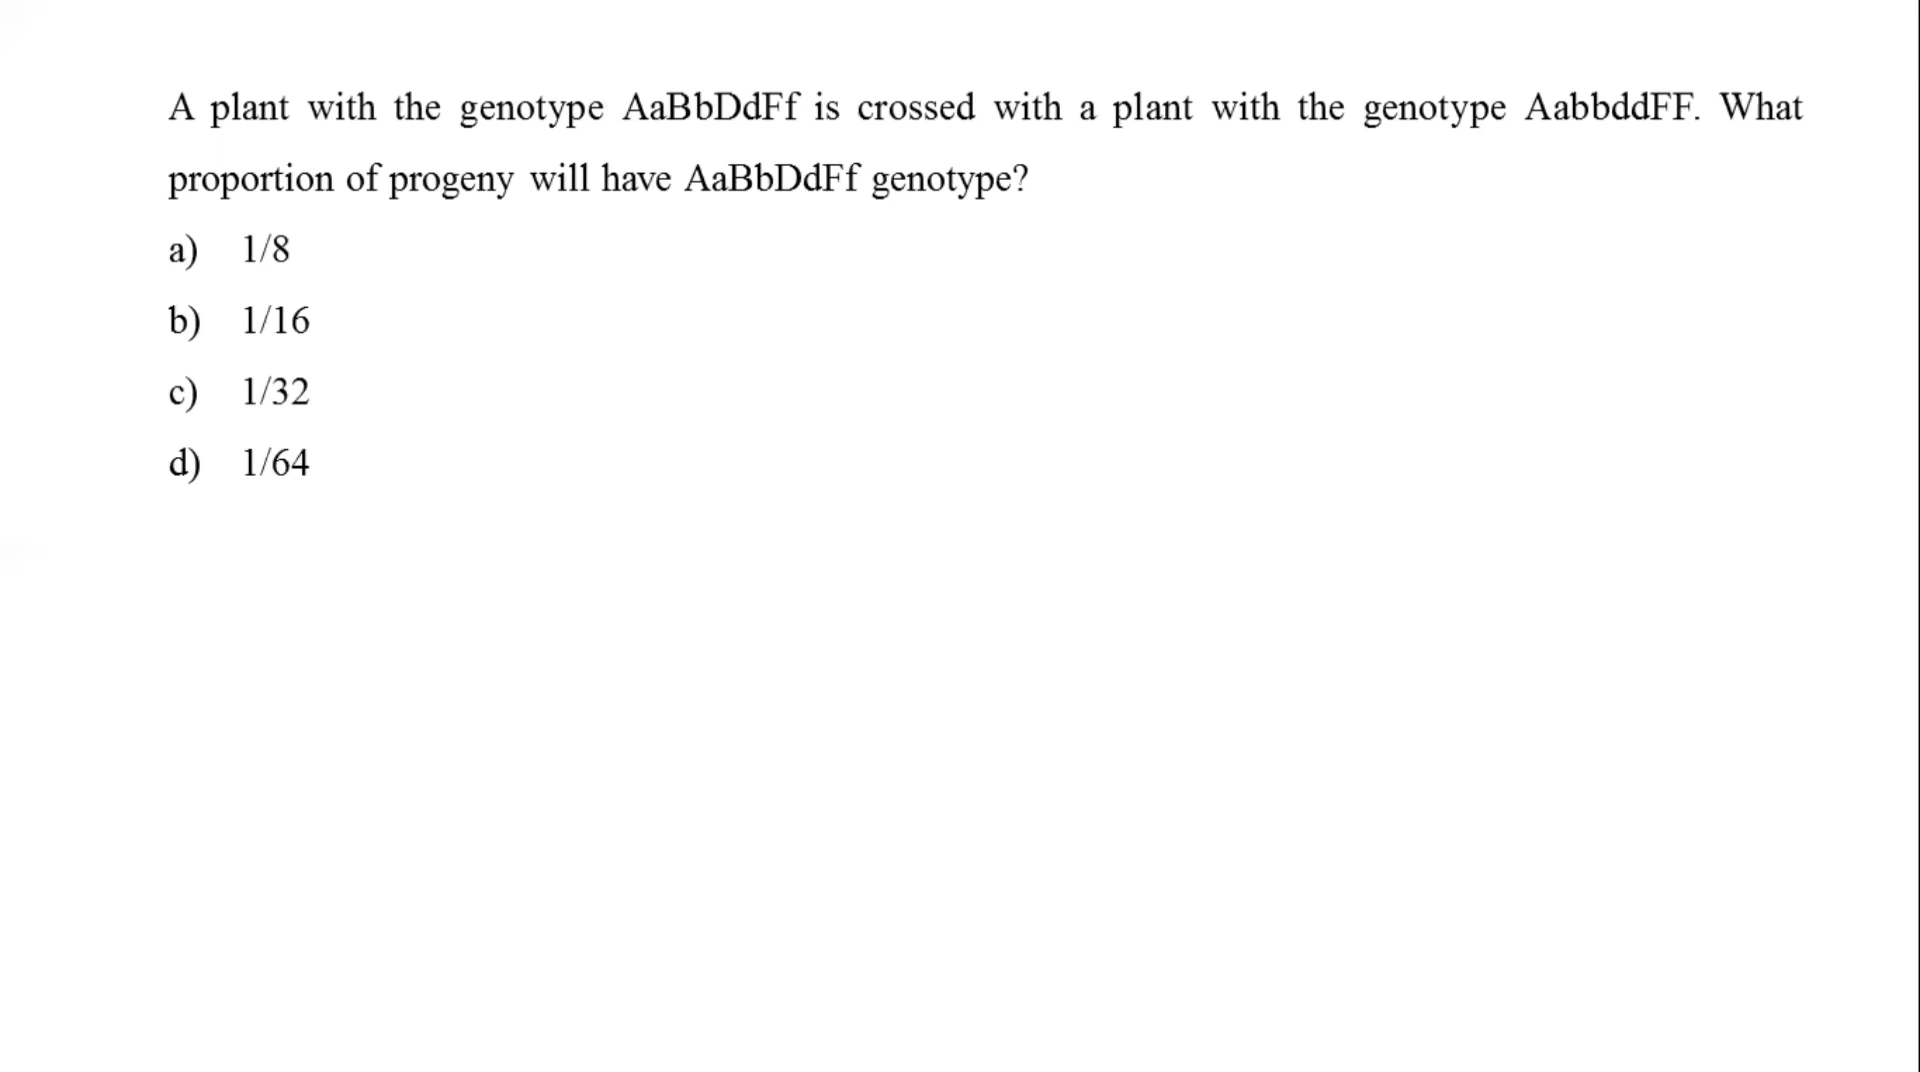 A plant with the genotype AaBbDdFf is crossed with a plant with the genotype AabbddFF. What
proportion of progeny will have AaBbDdFf genotype?
a) 1/8
b) 1/16
c) 1/32
d) 1/64